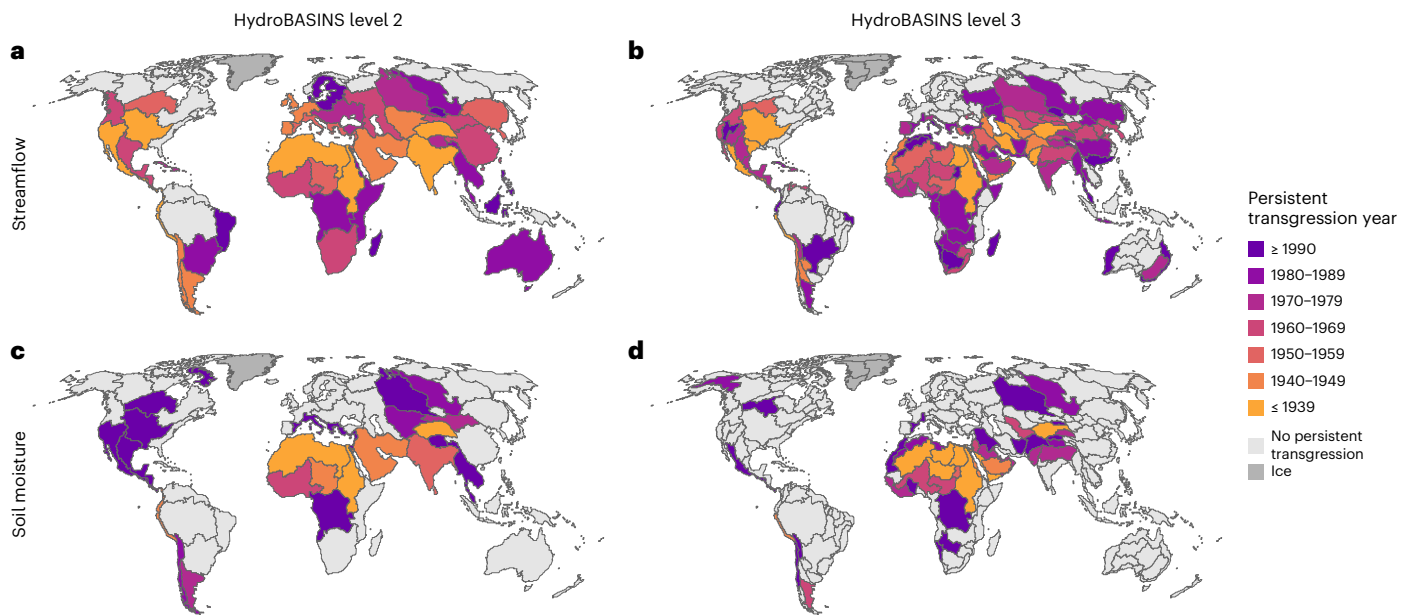 HydroBASINS level 2
HydroBASINS level 3
a
b
Streamflow
c
d
Soil moisture
Persistent
transgression year
≥ 1990
1980–1989
1970–1979
1960–1969
1950–1959
1940–1949
≤ 1939
No persistent
transgression
Ice